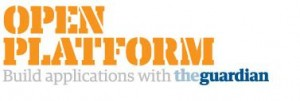 OPEN
PLATFORM
Build applications with theguardian